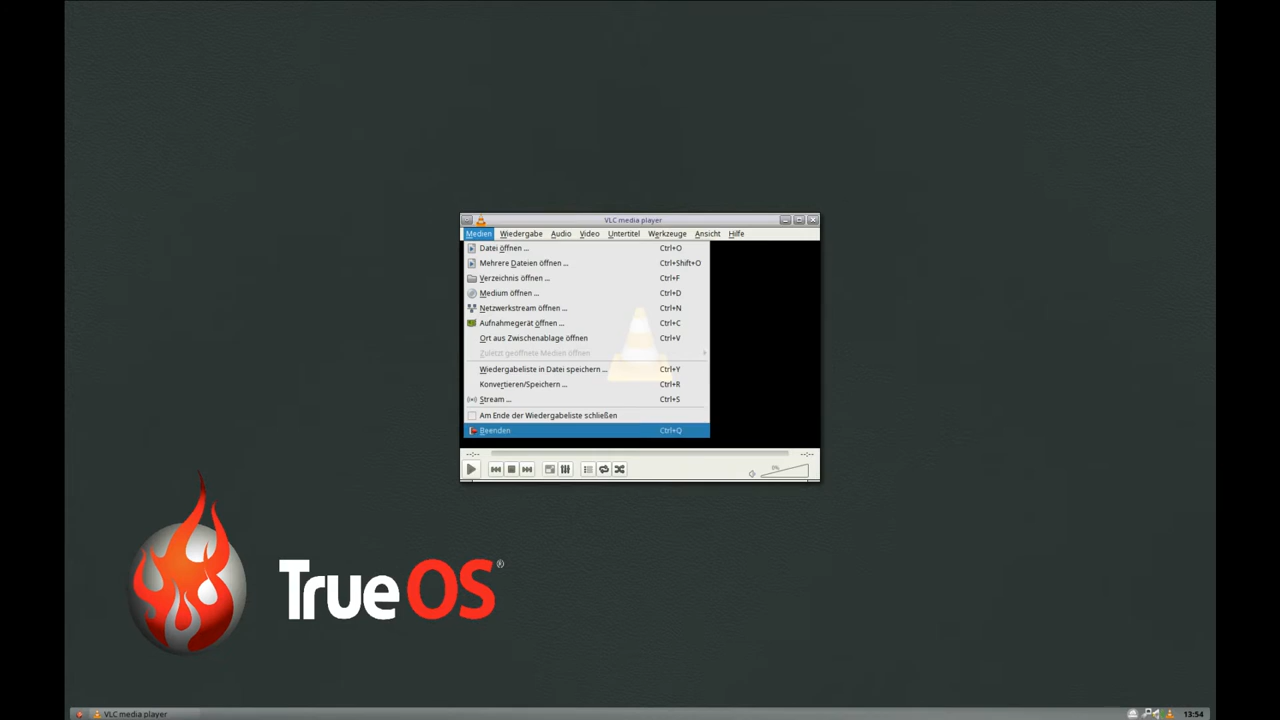 VLC media player
Medien Wiedergabe Audio Video Untertitel Werkzeuge Ansicht Hilfe
Datei öffnen ... Ctrl+O
Mehrere Dateien öffnen ... Ctrl+Shift+O
Verzeichnis öffnen ... Ctrl+F
Medium öffnen ... Ctrl+D
Netzwerkstream öffnen ... Ctrl+N
Aufnahmegerät öffnen ... Ctrl+C
Ort aus Zwischenablage öffnen Ctrl+V
Zuletzt geöffnete Medien öffnen
Wiedergabeliste in Datei speichern ... Ctrl+Y
Konvertieren/Speichern ... Ctrl+R
Stream ... Ctrl+S
Am Ende der Wiedergabeliste schließen
Beenden Ctrl+Q
--:-- --:--
0%
TrueOS®
VLC media player 13:54